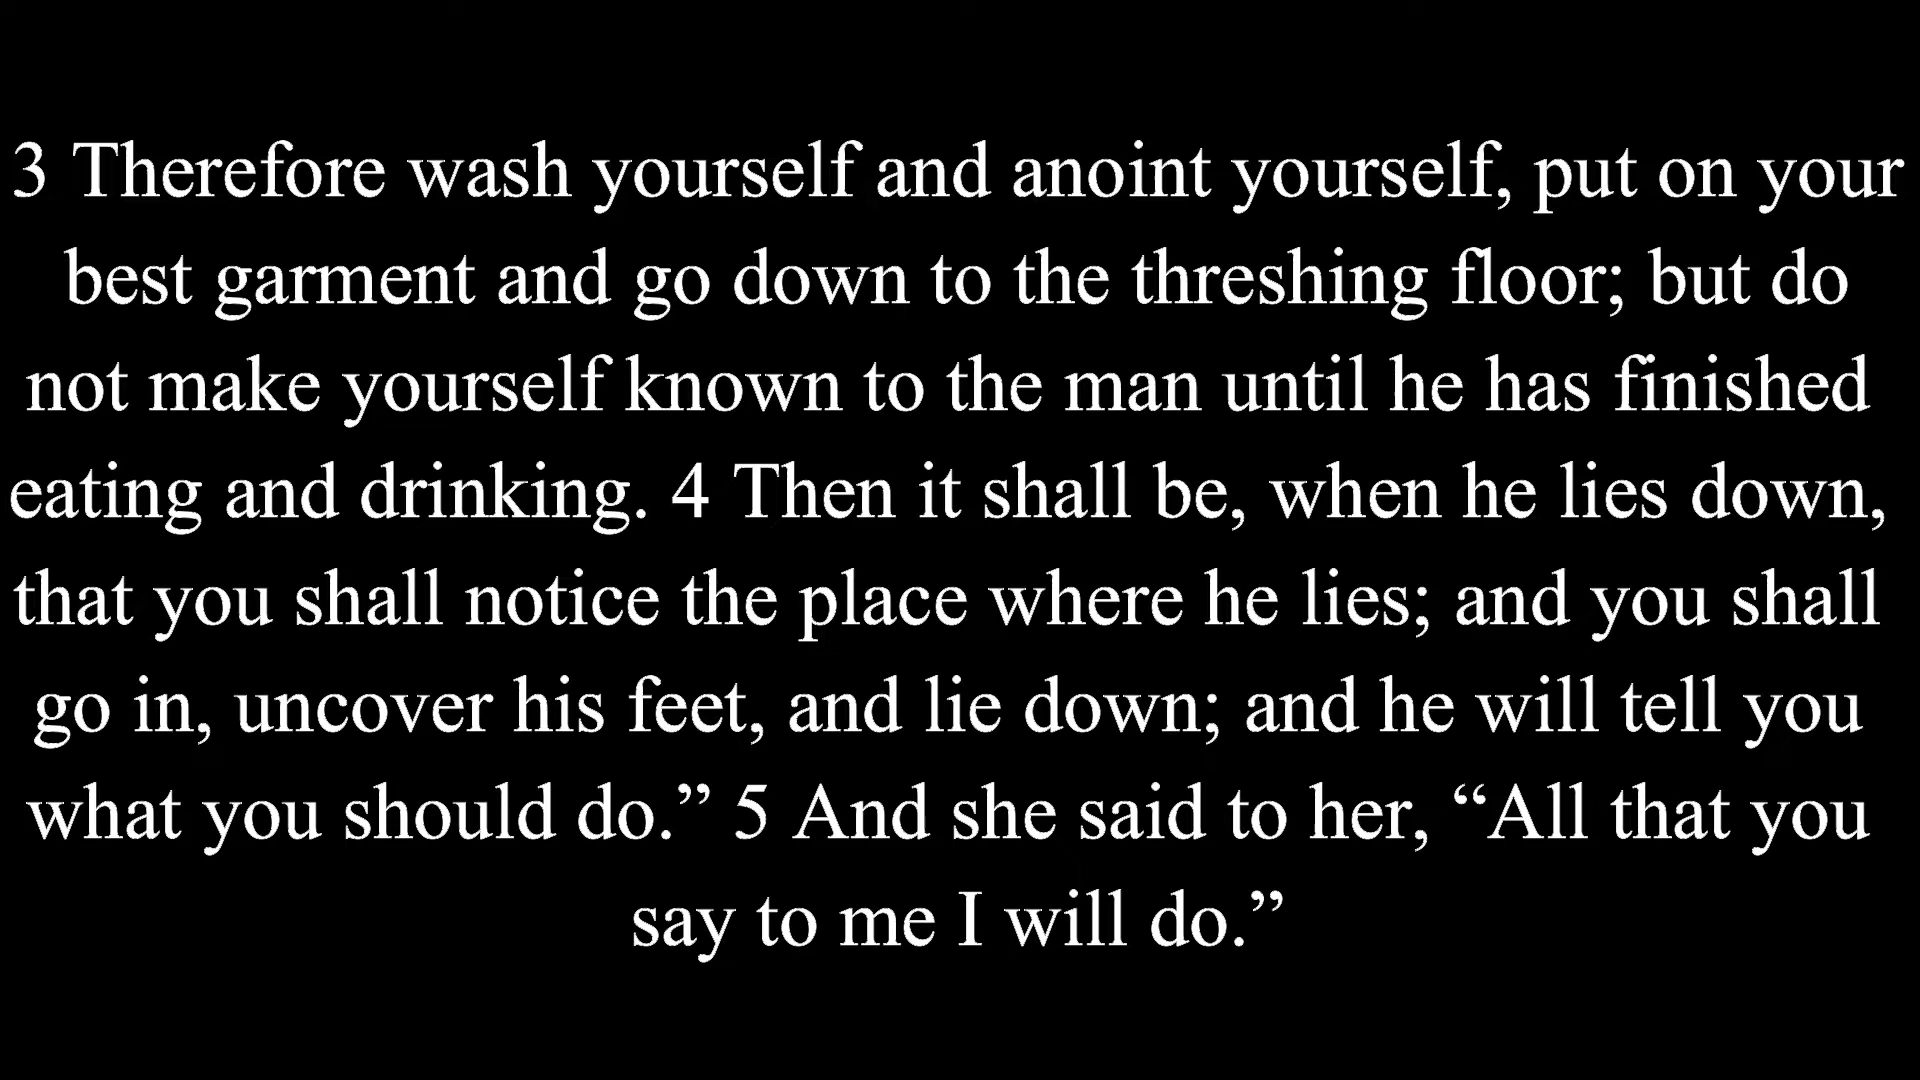 3 Therefore wash yourself and anoint yourself, put on your
best garment and go down to the threshing floor; but do
not make yourself known to the man until he has finished
eating and drinking. 4 Then it shall be, when he lies down,
that you shall notice the place where he lies; and you shall
go in, uncover his feet, and lie down; and he will tell you
what you should do.” 5 And she said to her, “All that you
say to me I will do.”